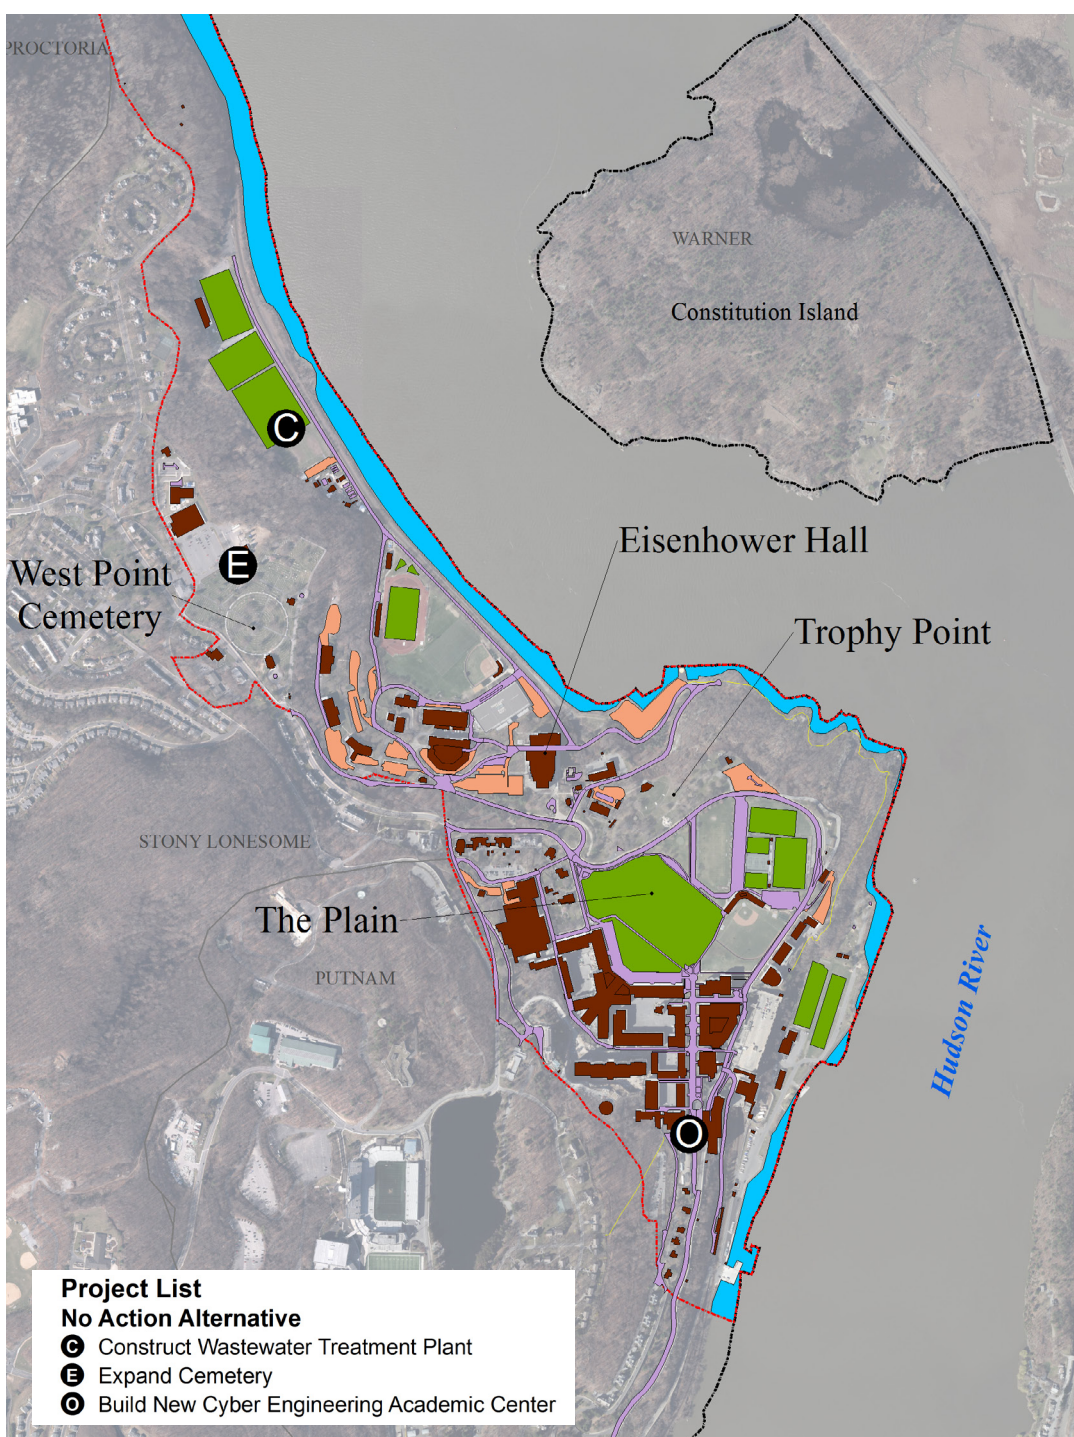 PROCTORIA
WARNER
Constitution Island
C
Eisenhower Hall
E
West Point
Cemetery
Trophy Point
STONY LONESOME
The Plain
PUTNAM
Hudson River
O
Project List
No Action Alternative
C Construct Wastewater Treatment Plant
E Expand Cemetery
O Build New Cyber Engineering Academic Center